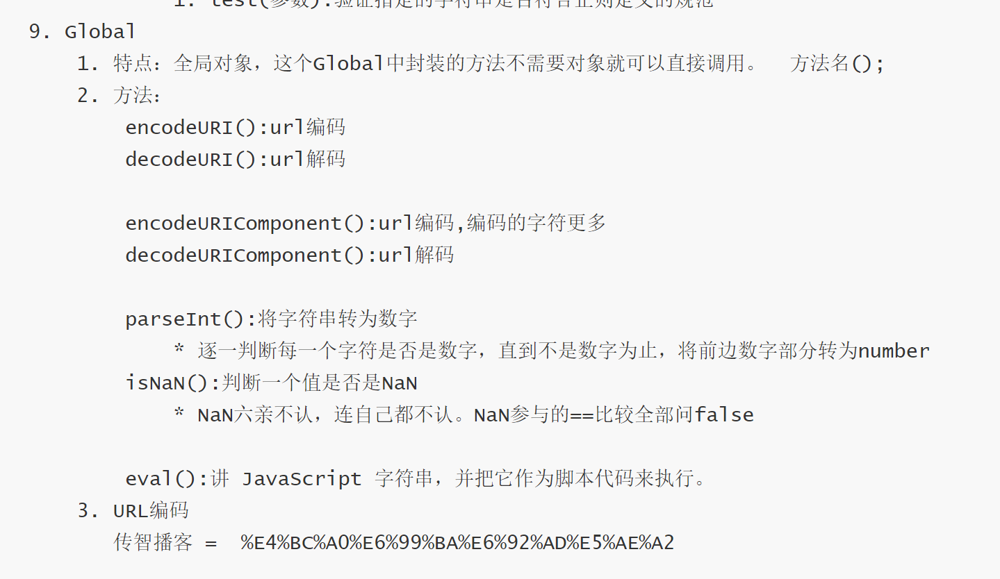 1. test(参数):验证指定的字符串是否符合正则定义的规范
9. Global
1. 特点：全局对象，这个Global中封装的方法不需要对象就可以直接调用。 方法名();
2. 方法：
encodeURI():url编码
decodeURI():url解码
encodeURIComponent():url编码,编码的字符更多
decodeURIComponent():url解码
parseInt():将字符串转为数字
* 逐一判断每一个字符是否是数字，直到不是数字为止，将前边数字部分转为number
isNaN():判断一个值是否是NaN
* NaN六亲不认，连自己都不认。NaN参与的==比较全部问false
eval():讲 JavaScript 字符串，并把它作为脚本代码来执行。
3. URL编码
传智播客 = %E4%BC%A0%E6%99%BA%E6%92%AD%E5%AE%A2